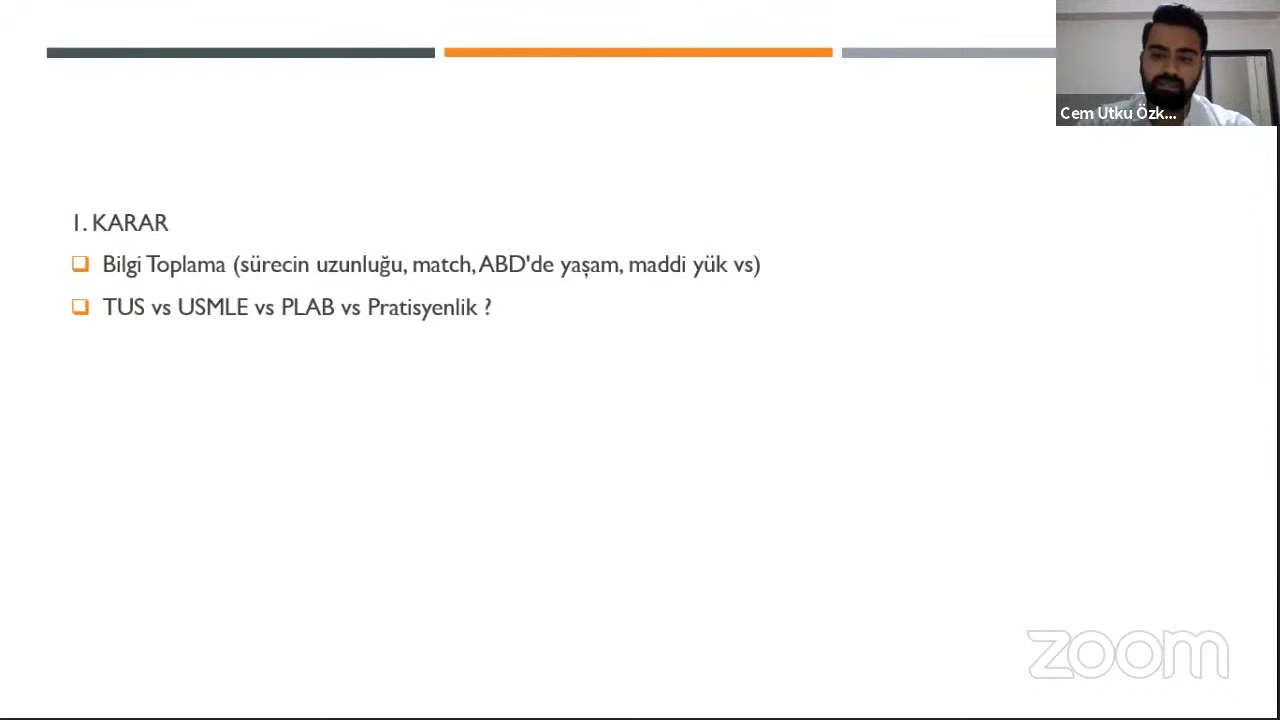 Cem Utku Özk...
1. KARAR
Bilgi Toplama (sürecin uzunluğu, match, ABD'de yaşam, maddi yük vs)
TUS vs USMLE vs PLAB vs Pratisyenlik ?
zoom